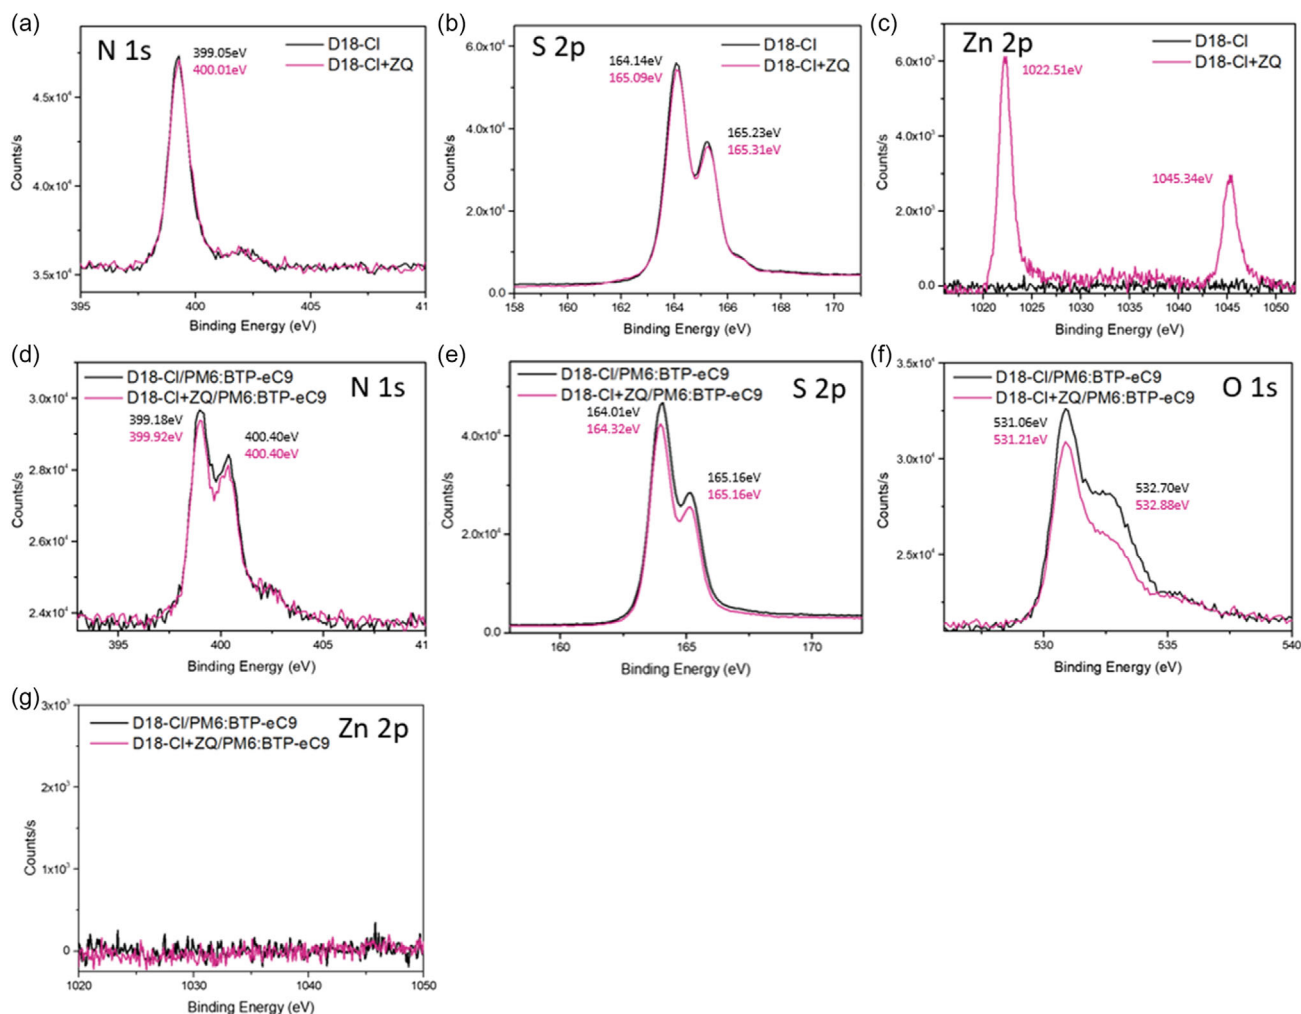 (a)
N 1s
D18-Cl
D18-Cl+ZQ
399.05eV
400.01eV
4.5x10⁴
4.0x10⁴
3.5x10⁴
Counts/s
395 400 405 41
Binding Energy (eV)
(b)
S 2p
D18-Cl
D18-Cl+ZQ
164.14eV
165.09eV
165.23eV
165.31eV
6.0x10⁴
4.0x10⁴
2.0x10⁴
0.0
Counts/s
158 160 162 164 166 168 170
Binding Energy (eV)
(c)
Zn 2p
D18-Cl
D18-Cl+ZQ
1022.51eV
1045.34eV
6.0x10³
4.0x10³
2.0x10³
0.0
Counts/s
1020 1025 1030 1035 1040 1045 1050
Binding Energy (eV)
(d)
D18-Cl/PM6:BTP-eC9
D18-Cl+ZQ/PM6:BTP-eC9
N 1s
399.18eV
399.92eV
400.40eV
400.40eV
3.0x10⁴
2.8x10⁴
2.6x10⁴
2.4x10⁴
Counts/s
395 400 405 41
Binding Energy (eV)
(e)
D18-Cl/PM6:BTP-eC9
D18-Cl+ZQ/PM6:BTP-eC9
S 2p
164.01eV
164.32eV
165.16eV
165.16eV
4.0x10⁴
2.0x10⁴
0.0
Counts/s
160 165 170
Binding Energy (eV)
(f)
D18-Cl/PM6:BTP-eC9
D18-Cl+ZQ/PM6:BTP-eC9
O 1s
531.06eV
531.21eV
532.70eV
532.88eV
3.5x10⁴
3.0x10⁴
2.5x10⁴
Counts/s
530 535 540
Binding Energy (eV)
(g)
D18-Cl/PM6:BTP-eC9
D18-Cl+ZQ/PM6:BTP-eC9
Zn 2p
3x10³
2x10³
1x10³
0
Counts/s
1020 1030 1040 1050
Binding Energy (eV)